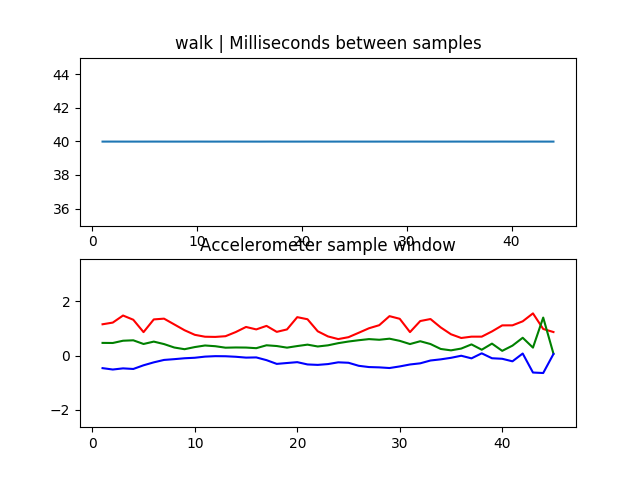 walk | Milliseconds between samples
44
42
40
38
36
0 10 20 30 40
Accelerometer sample window
2
0
−2
0 10 20 30 40